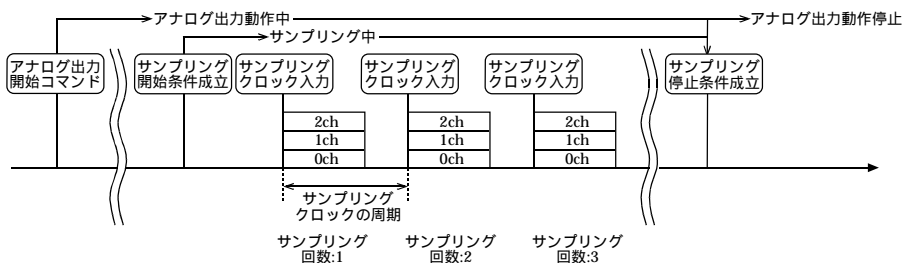 アナログ出力動作中
アナログ出力動作停止
サンプリング中
アナログ出力
開始コマンド
サンプリング
開始条件成立
サンプリング
クロック入力
サンプリング
クロック入力
サンプリング
クロック入力
サンプリング
停止条件成立
2ch
1ch
0ch
2ch
1ch
0ch
2ch
1ch
0ch
サンプリング
クロックの周期
サンプリング
回数:1
サンプリング
回数:2
サンプリング
回数:3